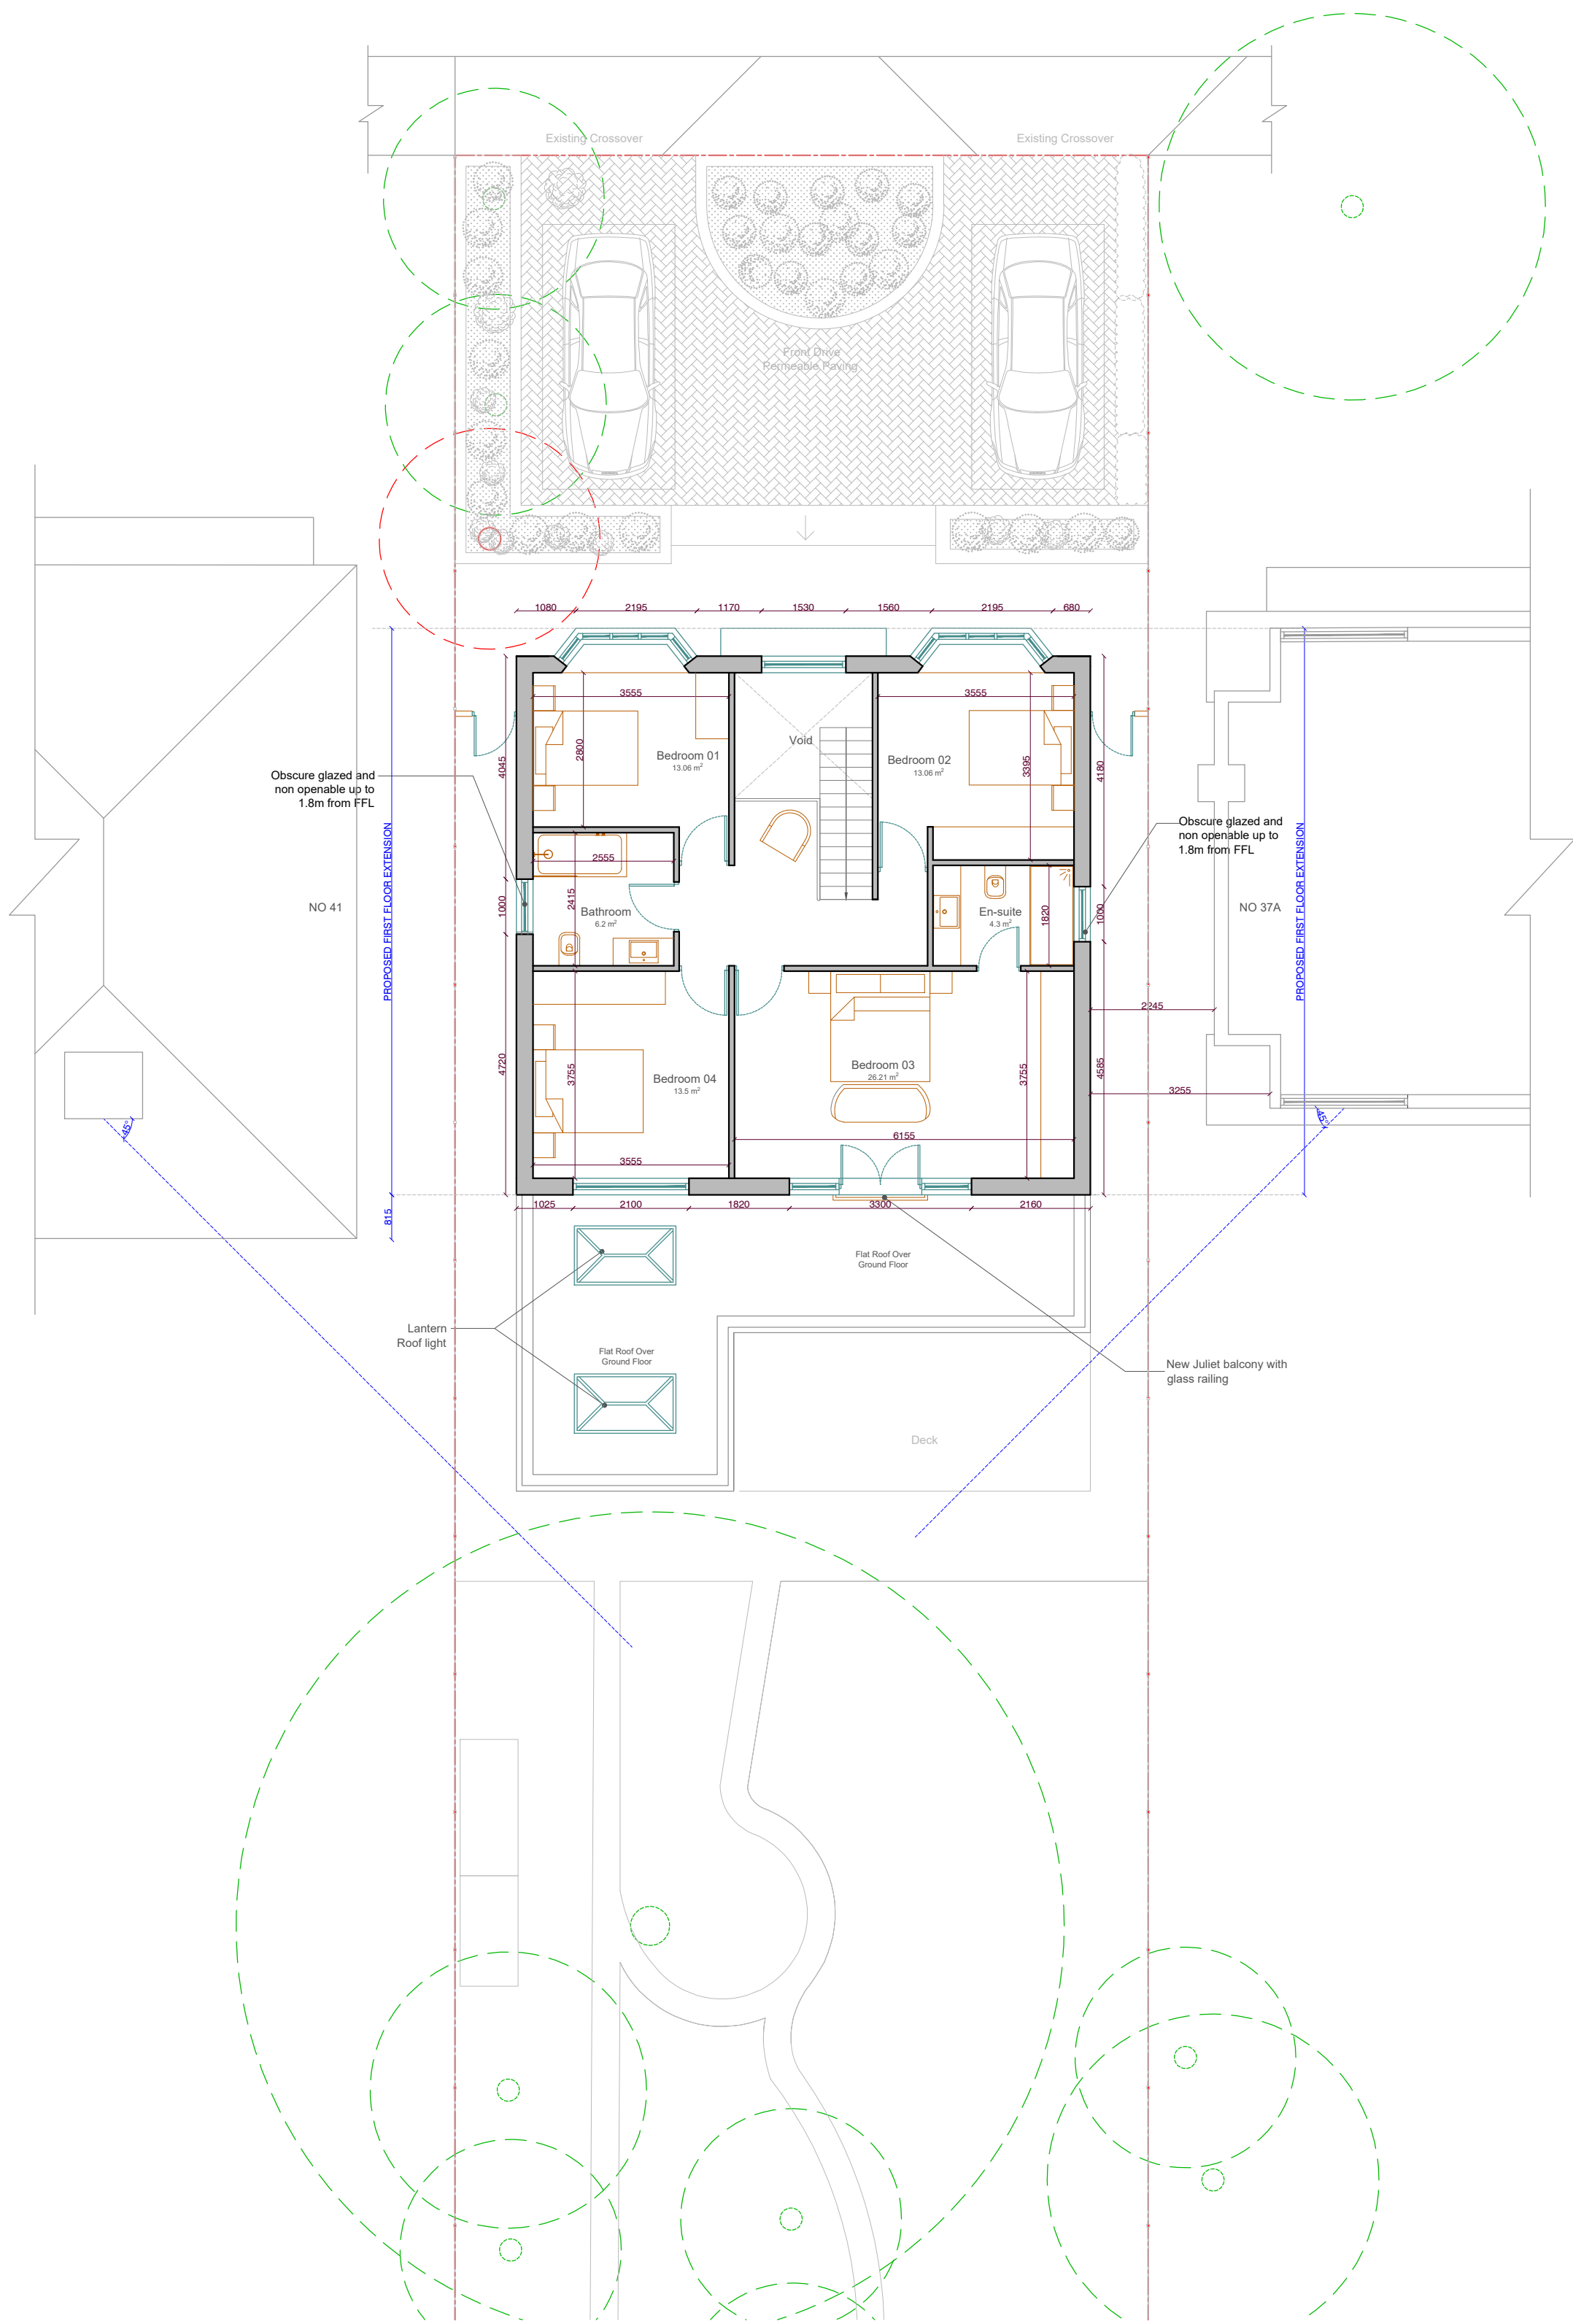 Existing Crossover
Existing Crossover
Front Drive
Permeable Paving
1080
2195
1170
1530
1560
2195
680
3555
3555
4045
2800
Bedroom 01
13.06 m²
Void
Bedroom 02
13.06 m²
3395
4180
Obscure glazed and
non openable up to
1.8m from FFL
Obscure glazed and
non openable up to
1.8m from FFL
PROPOSED FIRST FLOOR EXTENSION
PROPOSED FIRST FLOOR EXTENSION
NO 41
NO 37A
2555
1000
2415
Bathroom
6.2 m²
En-suite
4.3 m²
1820
1000
2245
4720
3755
Bedroom 04
13.5 m²
Bedroom 03
26.21 m²
3755
4585
3255
45°
45°
6155
3555
815
1025
2100
1820
3300
2160
Flat Roof Over
Ground Floor
Lantern
Roof light
Flat Roof Over
Ground Floor
New Juliet balcony with
glass railing
Deck